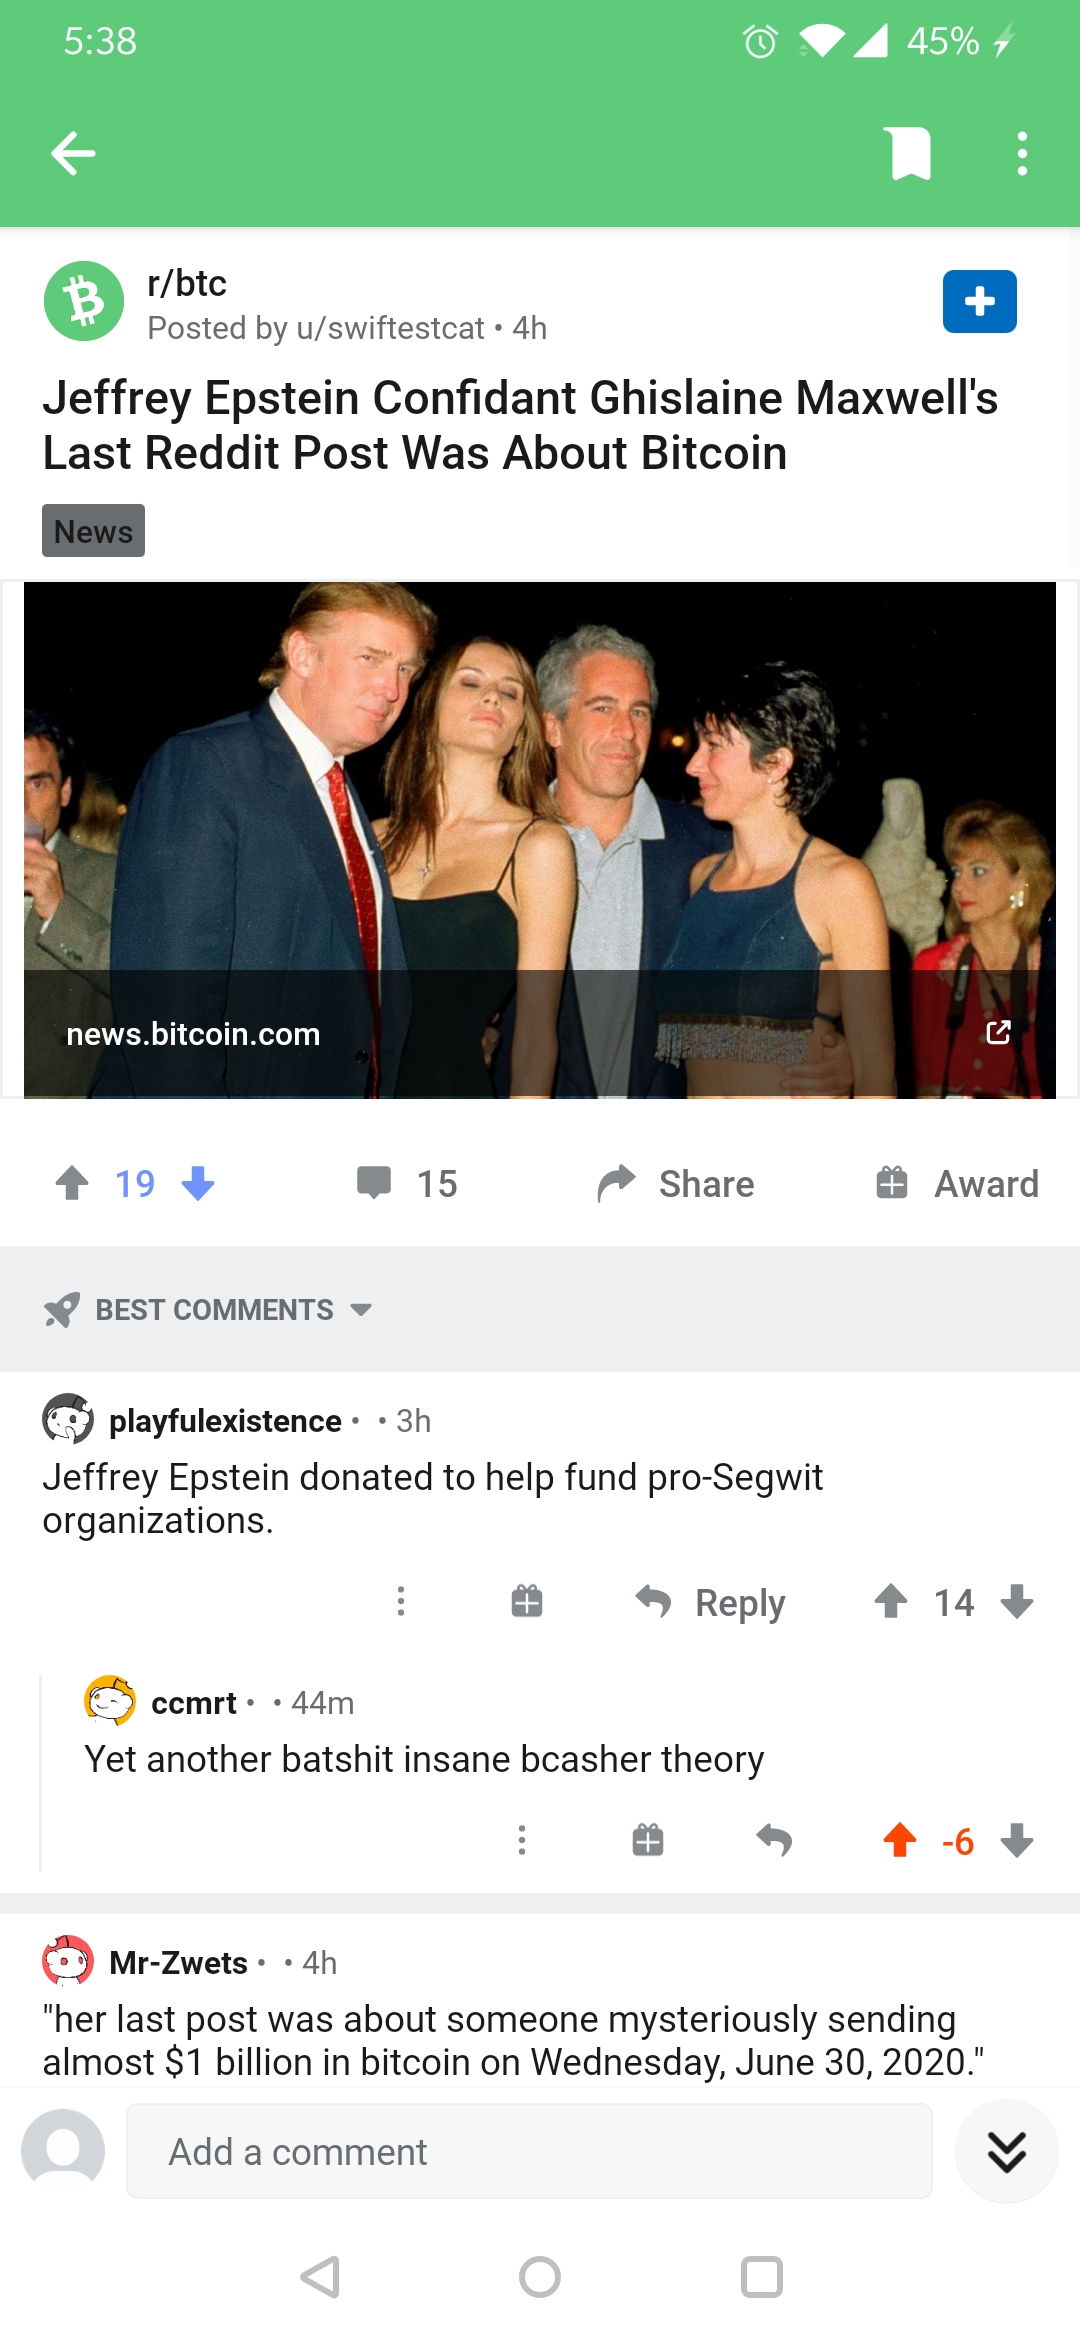 5:38
45%
r/btc
Posted by u/swiftestcat • 4h
Jeffrey Epstein Confidant Ghislaine Maxwell's
Last Reddit Post Was About Bitcoin
News
news.bitcoin.com
19
15
Share
Award
BEST COMMENTS
playfulexistence • • 3h
Jeffrey Epstein donated to help fund pro-Segwit
organizations.
Reply
14
ccmrt • • 44m
Yet another batshit insane bcasher theory
-6
Mr-Zwets • • 4h
"her last post was about someone mysteriously sending
almost $1 billion in bitcoin on Wednesday, June 30, 2020."
Add a comment